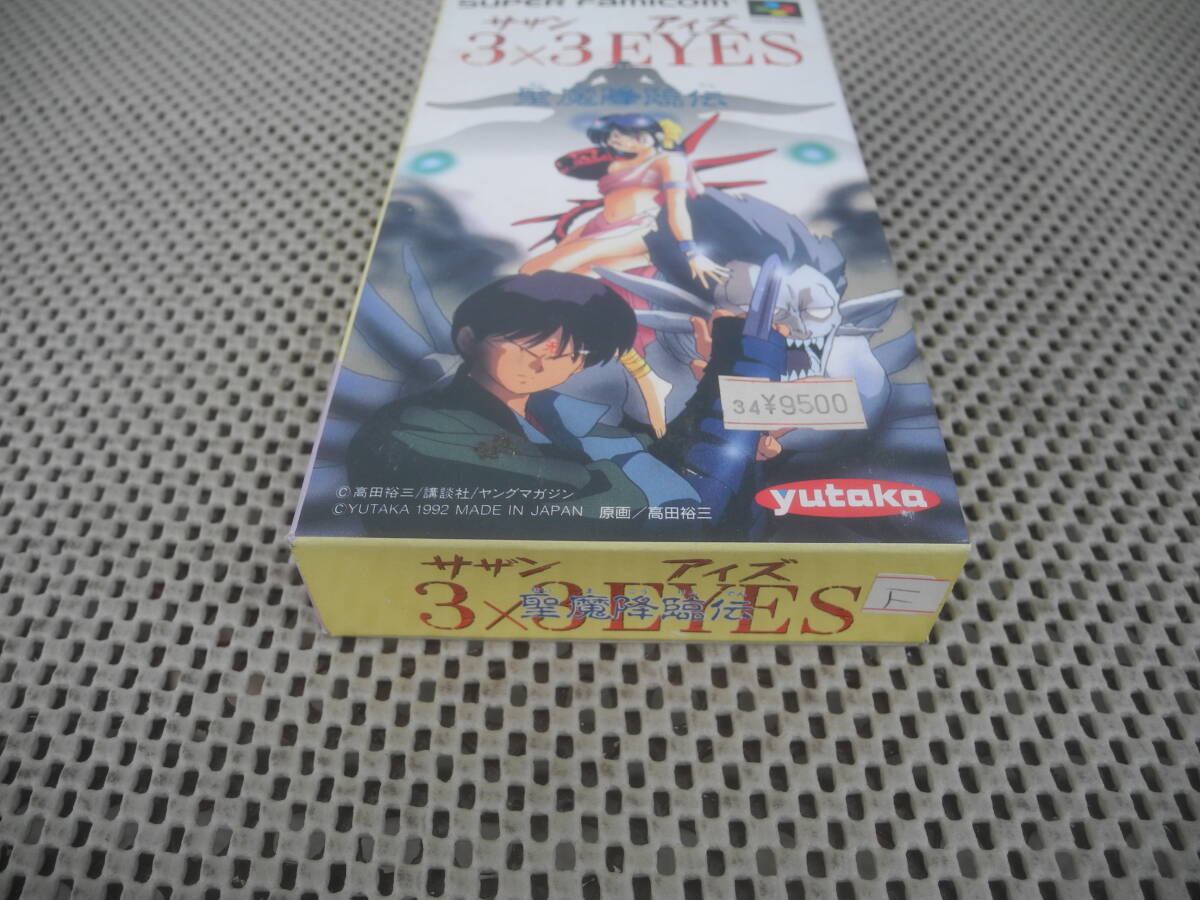 SUPER FAMICOM
サザン アイズ
3×3EYES
聖魔降臨伝
34¥9500
Ⓒ高田裕三/講談社/ヤングマガジン
ⒸYUTAKA 1992 MADE IN JAPAN 原画/高田裕三
yutaka
サザン アイズ
3×3EYES
聖魔降臨伝
F